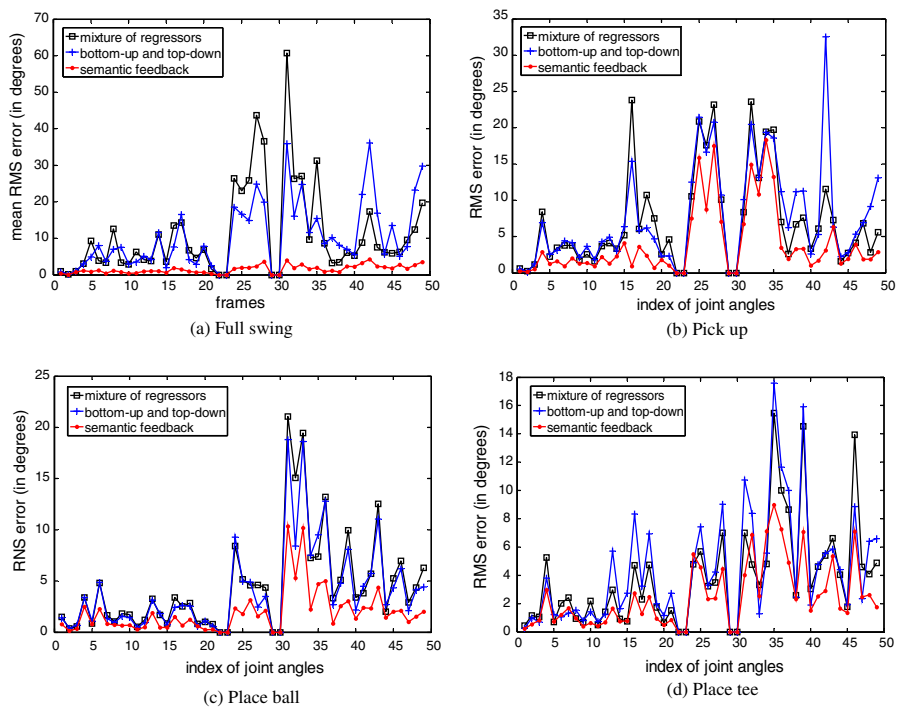 mixture of regressors
bottom-up and top-down
semantic feedback
mean RMS error (in degrees)
70
60
50
40
30
20
10
0
0 5 10 15 20 25 30 35 40 45 50
frames
(a) Full swing
mixture of regressors
bottom-up and top-down
semantic feedback
RMS error (in degrees)
35
30
25
20
15
10
5
0
0 5 10 15 20 25 30 35 40 45 50
index of joint angles
(b) Pick up
mixture of regressors
bottom-up and top-down
semantic feedback
RNS error (in degrees)
25
20
15
10
5
0
0 5 10 15 20 25 30 35 40 45 50
index of joint angles
(c) Place ball
mixture of regressors
bottom-up and top-down
semantic feedback
RMS error (in degrees)
18
16
14
12
10
8
6
4
2
0
0 5 10 15 20 25 30 35 40 45 50
index of joint angles
(d) Place tee